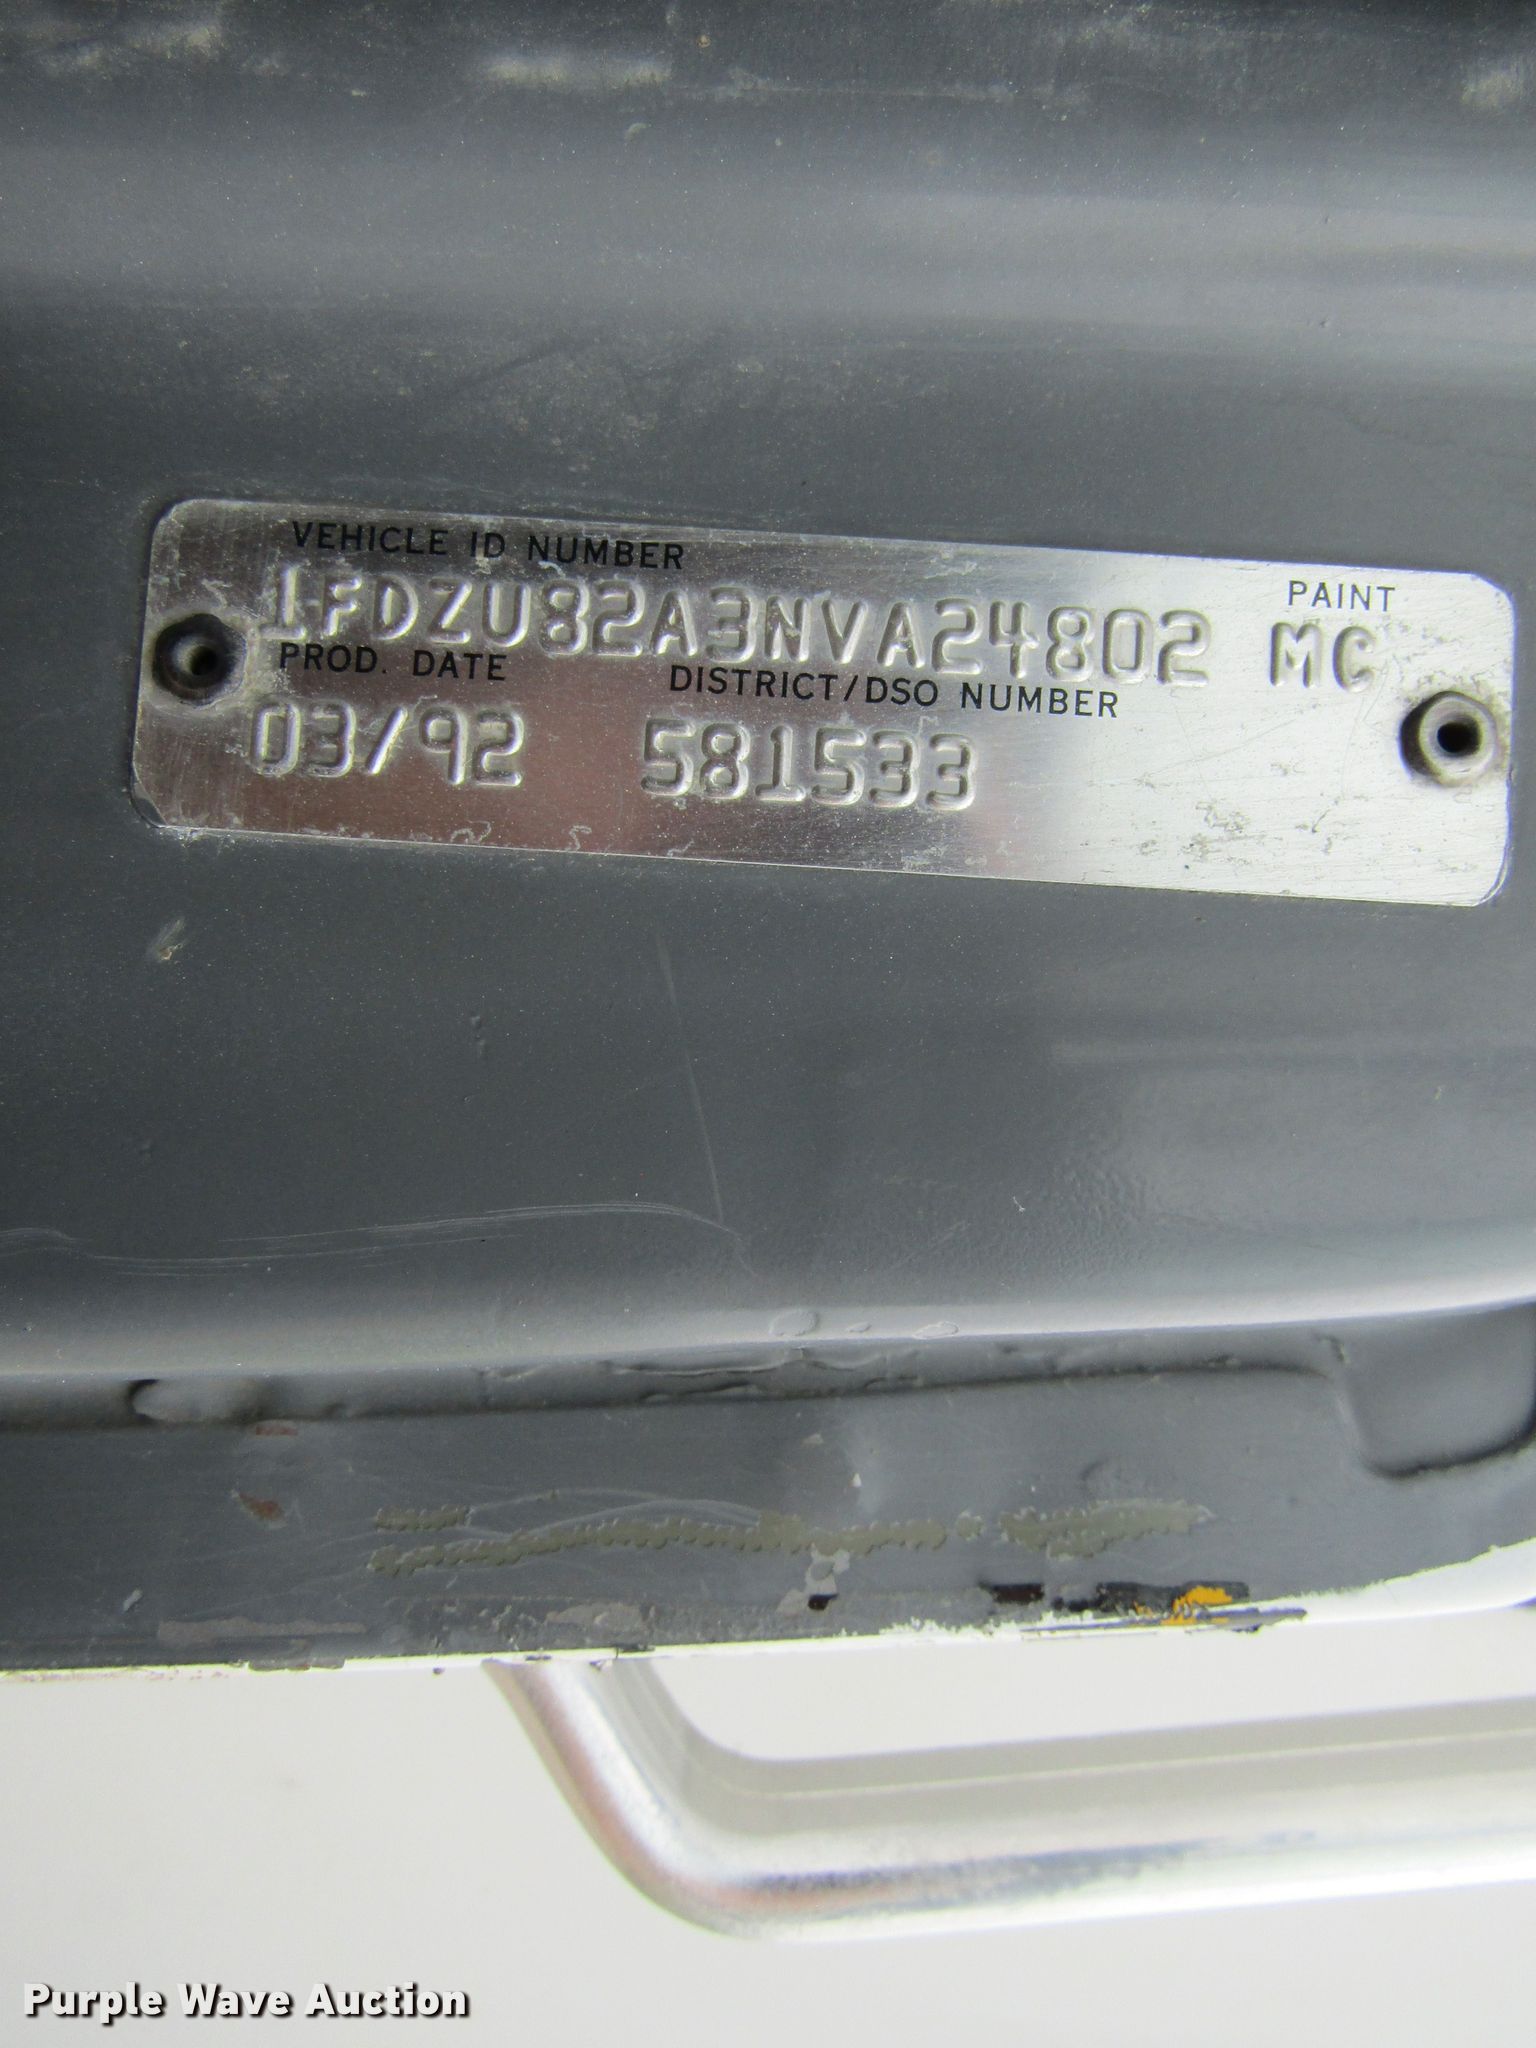 VEHICLE ID NUMBER
1FDZU82A3NVA24802
PAINT
MC
PROD. DATE
DISTRICT/DSO NUMBER
03/92 581533
Purple Wave Auction